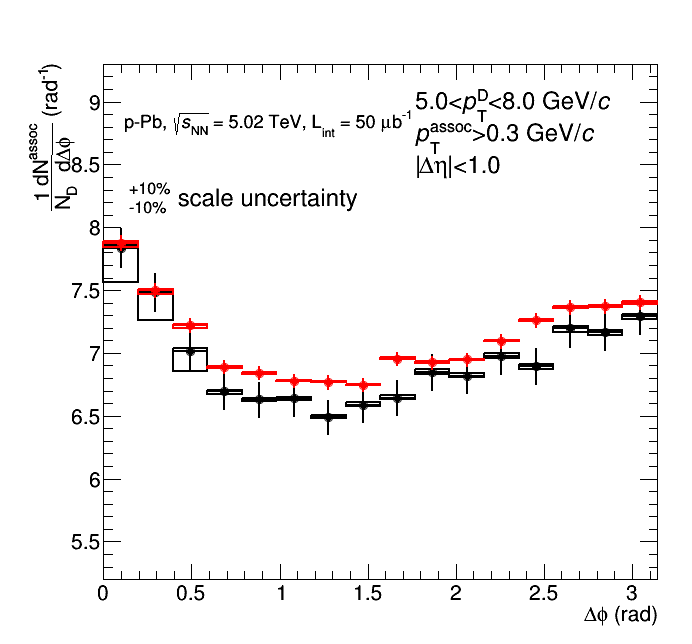 1 dN^assoc / N_D dΔϕ (rad⁻¹)
5.0<p_T^D<8.0 GeV/c
p-Pb, √s_NN = 5.02 TeV, L_int = 50 μb⁻¹
p_T^assoc>0.3 GeV/c
|Δη|<1.0
+10%
-10% scale uncertainty
9
8.5
8
7.5
7
6.5
6
5.5
0 0.5 1 1.5 2 2.5 3
Δϕ (rad)